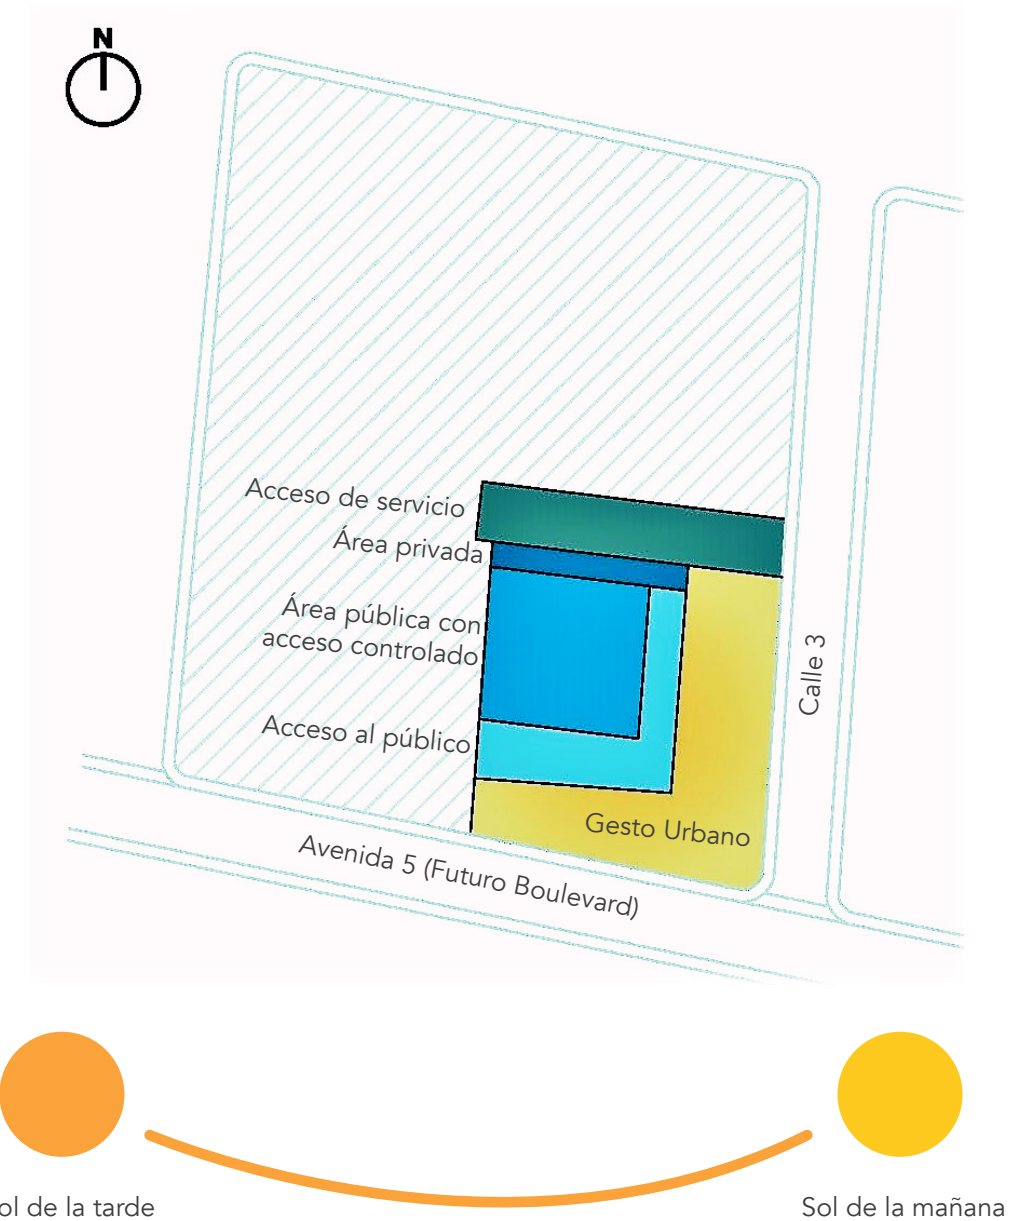 N
Acceso de servicio
Área privada
Área pública con
acceso controlado
Acceso al público
Calle 3
Gesto Urbano
Avenida 5 (Futuro Boulevard)
ol de la tarde
Sol de la mañana